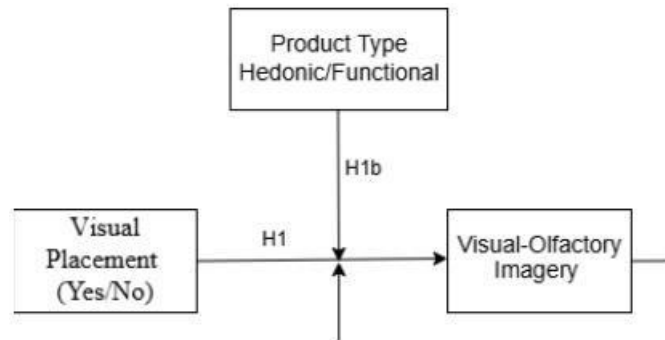 Product Type
Hedonic/Functional
H1b
Visual
Placement
(Yes/No)
H1
Visual-Olfactory
Imagery